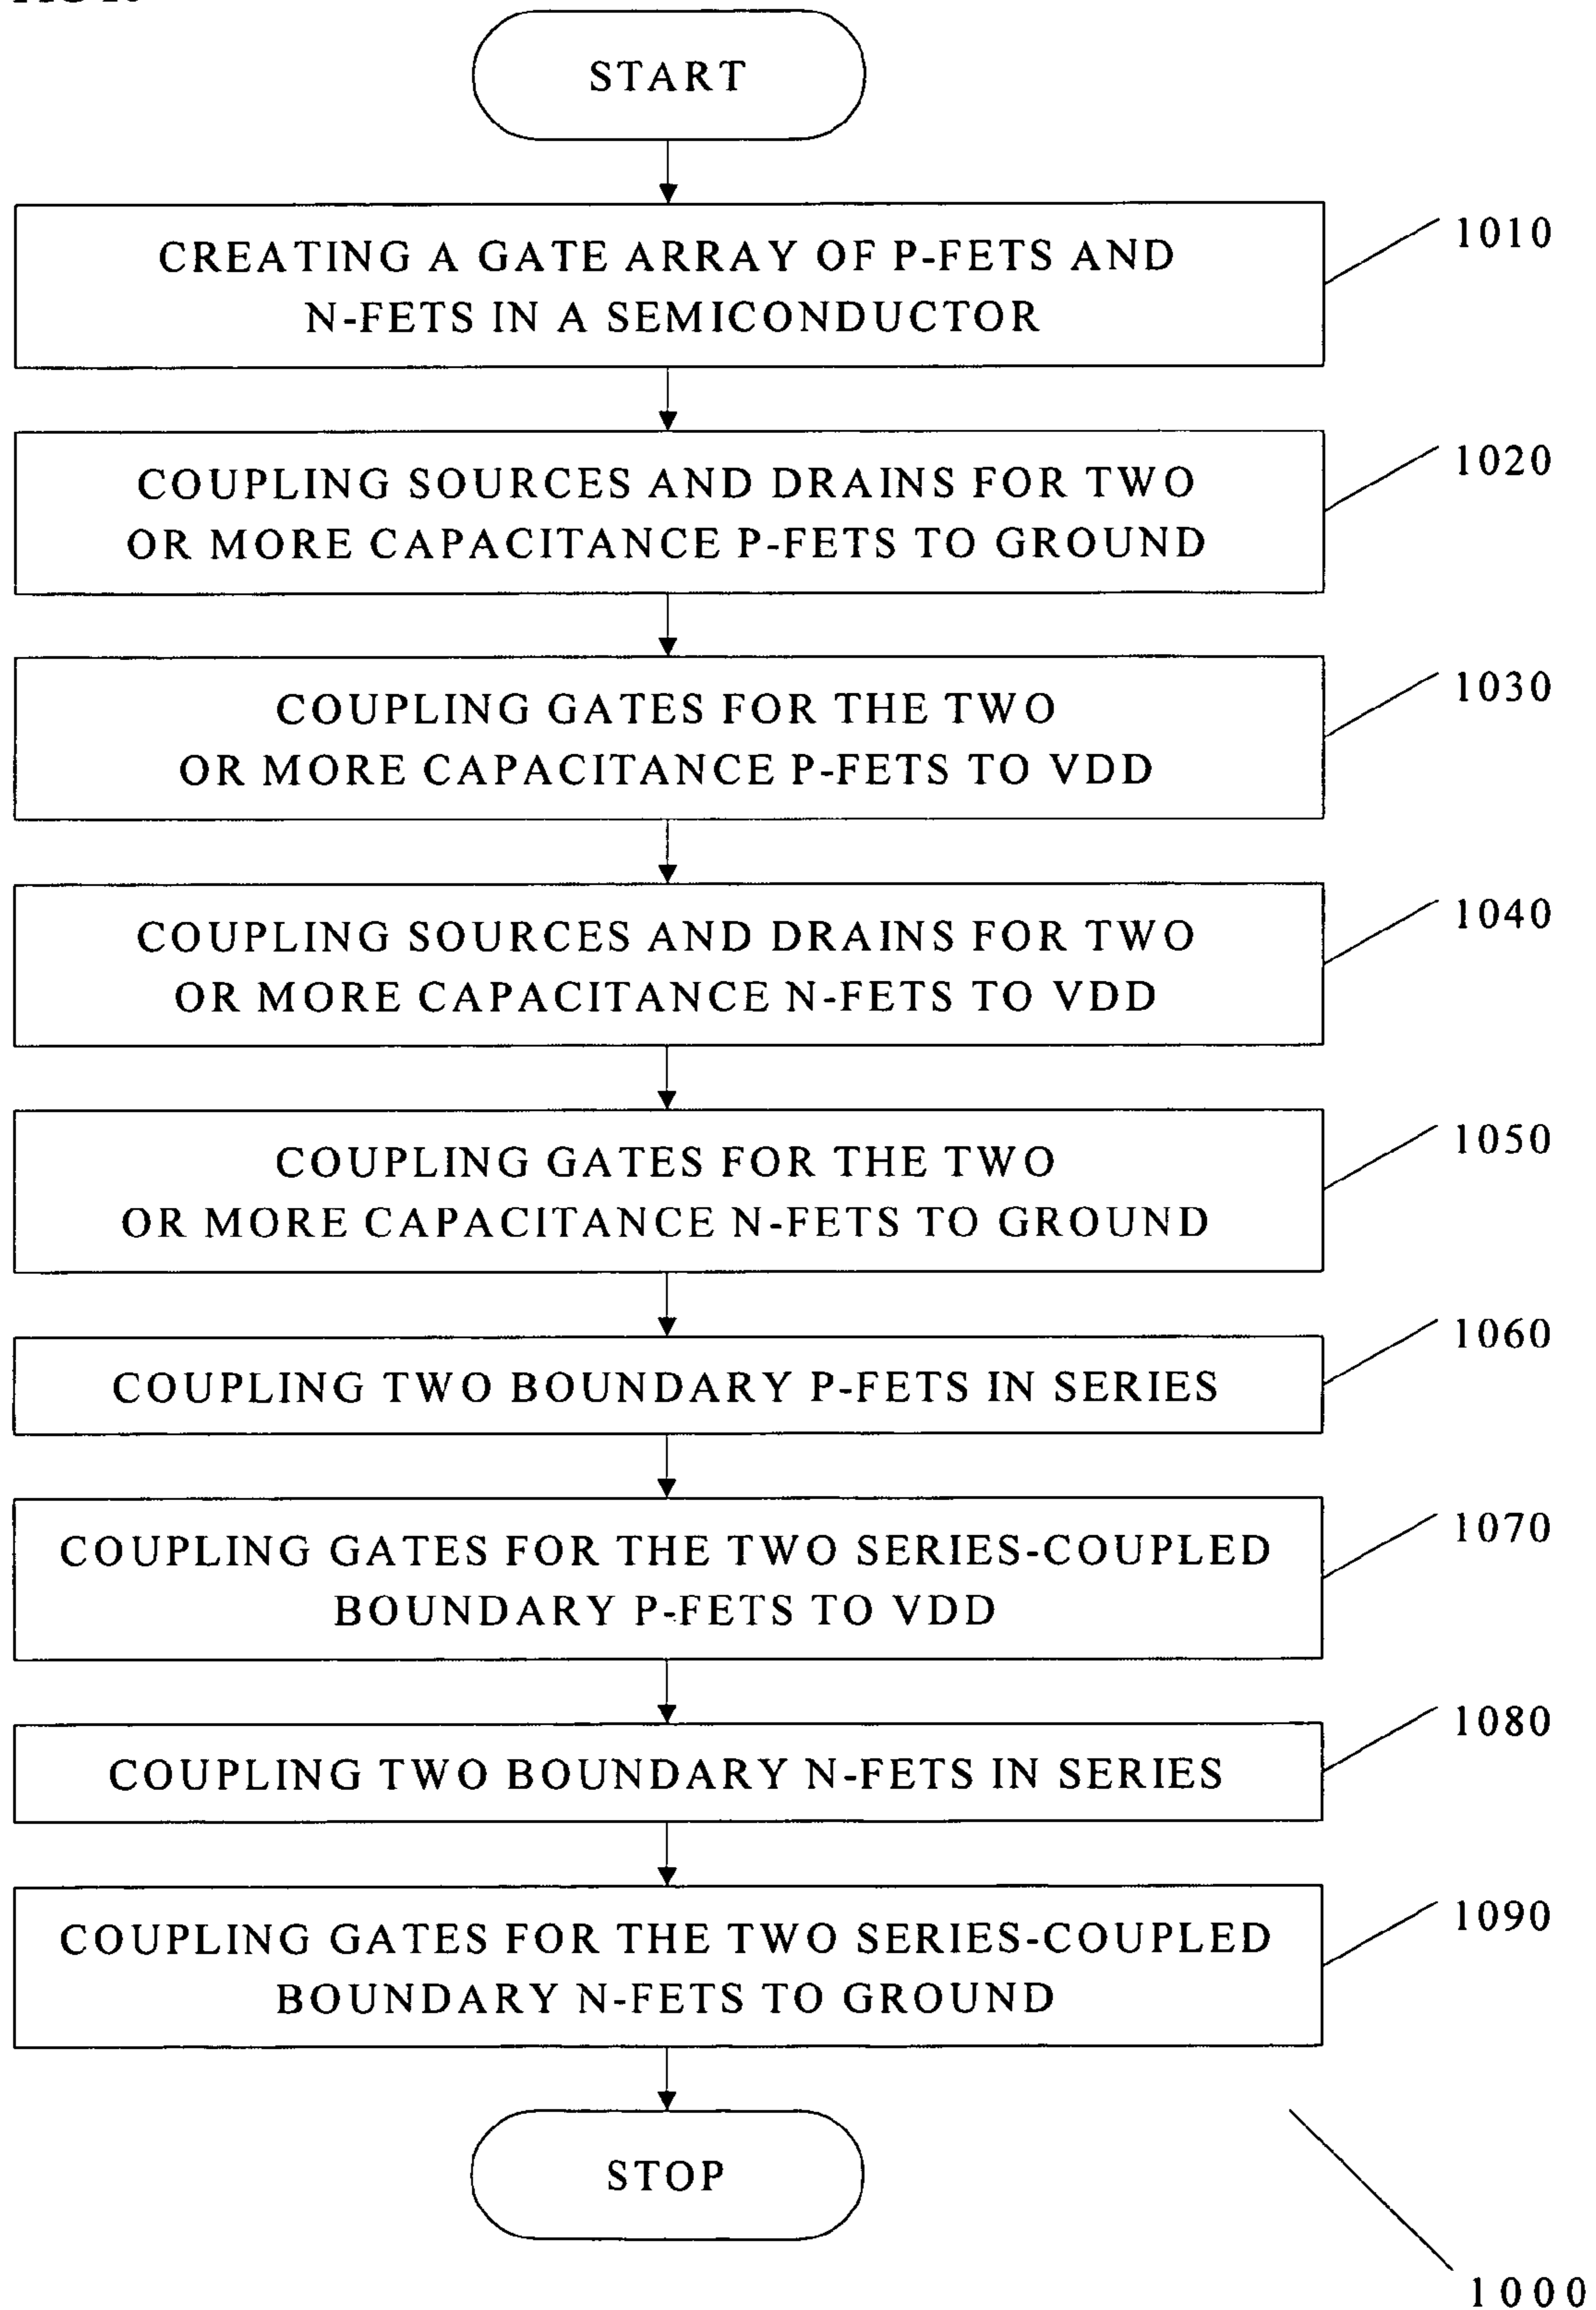 START
CREATING A GATE ARRAY OF P-FETS AND
N-FETS IN A SEMICONDUCTOR
1010
COUPLING SOURCES AND DRAINS FOR TWO
OR MORE CAPACITANCE P-FETS TO GROUND
1020
COUPLING GATES FOR THE TWO
OR MORE CAPACITANCE P-FETS TO VDD
1030
COUPLING SOURCES AND DRAINS FOR TWO
OR MORE CAPACITANCE N-FETS TO VDD
1040
COUPLING GATES FOR THE TWO
OR MORE CAPACITANCE N-FETS TO GROUND
1050
COUPLING TWO BOUNDARY P-FETS IN SERIES
1060
COUPLING GATES FOR THE TWO SERIES-COUPLED
BOUNDARY P-FETS TO VDD
1070
COUPLING TWO BOUNDARY N-FETS IN SERIES
1080
COUPLING GATES FOR THE TWO SERIES-COUPLED
BOUNDARY N-FETS TO GROUND
1090
STOP
1000